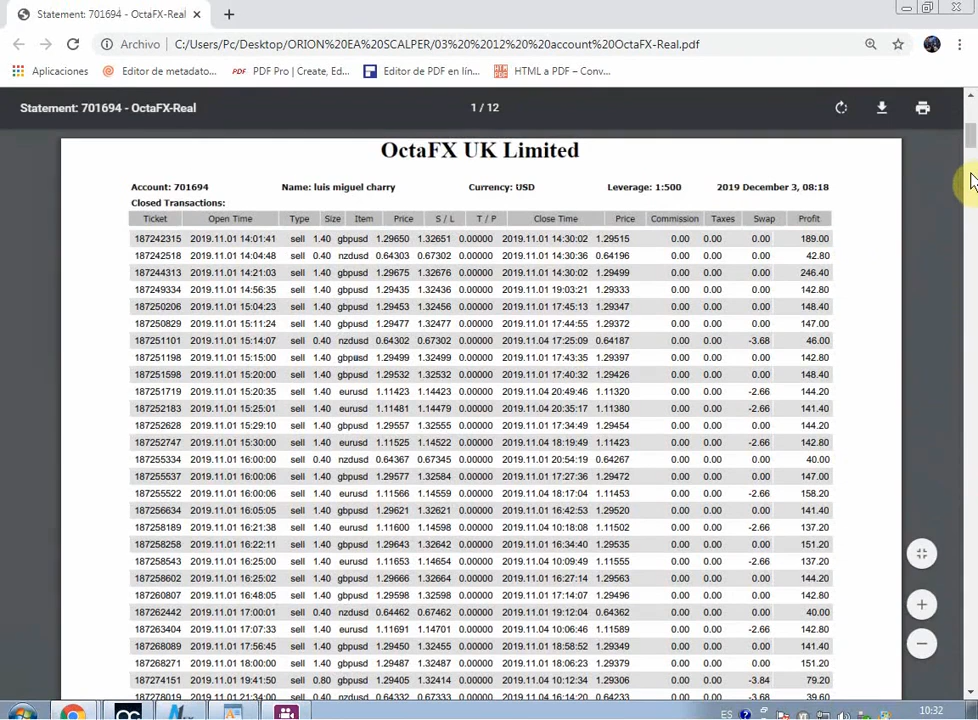 Statement: 701694 - OctaFX-Real
Archivo C:/Users/Pc/Desktop/ORION%20EA%20SCALPER/03%20%2012%20%20account%20OctaFX-Real.pdf
Aplicaciones Editor de metadato... PDF PDF Pro | Create, Ed... Editor de PDF en lín... HTML a PDF – Conv...
Statement: 701694 - OctaFX-Real 1 / 12
OctaFX UK Limited
Account: 701694 Name: luis miguel charry Currency: USD Leverage: 1:500 2019 December 3, 08:18
Closed Transactions:
Ticket Open Time Type Size Item Price S / L T / P Close Time Price Commission Taxes Swap Profit
187242315 2019.11.01 14:01:41 sell 1.40 gbpusd 1.29650 1.32651 0.00000 2019.11.01 14:30:02 1.29515 0.00 0.00 0.00 189.00
187242518 2019.11.01 14:04:48 sell 0.40 nzdusd 0.64303 0.67302 0.00000 2019.11.01 14:30:36 0.64196 0.00 0.00 0.00 42.80
187244313 2019.11.01 14:21:03 sell 1.40 gbpusd 1.29675 1.32676 0.00000 2019.11.01 14:30:02 1.29499 0.00 0.00 0.00 246.40
187249334 2019.11.01 14:56:35 sell 1.40 gbpusd 1.29435 1.32436 0.00000 2019.11.01 19:03:21 1.29333 0.00 0.00 0.00 142.80
187250206 2019.11.01 15:04:23 sell 1.40 gbpusd 1.29453 1.32456 0.00000 2019.11.01 17:45:13 1.29347 0.00 0.00 0.00 148.40
187250829 2019.11.01 15:11:24 sell 1.40 gbpusd 1.29477 1.32477 0.00000 2019.11.01 17:44:55 1.29372 0.00 0.00 0.00 147.00
187251101 2019.11.01 15:14:07 sell 0.40 nzdusd 0.64302 0.67302 0.00000 2019.11.04 17:25:09 0.64187 0.00 0.00 -3.68 46.00
187251198 2019.11.01 15:15:00 sell 1.40 gbpusd 1.29499 1.32499 0.00000 2019.11.01 17:43:35 1.29397 0.00 0.00 0.00 142.80
187251598 2019.11.01 15:20:00 sell 1.40 gbpusd 1.29532 1.32550 0.00000 2019.11.01 17:40:32 1.29426 0.00 0.00 0.00 148.40
187251719 2019.11.01 15:20:35 sell 1.40 eurusd 1.11423 1.14423 0.00000 2019.11.04 20:49:46 1.11320 0.00 0.00 -2.66 144.20
187252183 2019.11.01 15:25:01 sell 1.40 eurusd 1.11481 1.14479 0.00000 2019.11.04 20:35:17 1.11380 0.00 0.00 -2.66 141.40
187252628 2019.11.01 15:29:10 sell 1.40 gbpusd 1.29557 1.32555 0.00000 2019.11.01 17:34:49 1.29454 0.00 0.00 0.00 144.20
187252747 2019.11.01 15:30:00 sell 1.40 eurusd 1.11525 1.14522 0.00000 2019.11.04 18:19:49 1.11423 0.00 0.00 -2.66 142.80
187255334 2019.11.01 16:00:00 sell 0.40 nzdusd 0.64367 0.67345 0.00000 2019.11.01 20:54:19 0.64267 0.00 0.00 0.00 40.00
187255537 2019.11.01 16:00:06 sell 1.40 gbpusd 1.29577 1.32584 0.00000 2019.11.01 17:27:36 1.29472 0.00 0.00 0.00 147.00
187255522 2019.11.01 16:00:06 sell 1.40 eurusd 1.11566 1.14559 0.00000 2019.11.04 18:17:04 1.11453 0.00 0.00 -2.66 158.20
187256634 2019.11.01 16:05:05 sell 1.40 gbpusd 1.29621 1.32621 0.00000 2019.11.01 16:42:53 1.29520 0.00 0.00 0.00 141.40
187258189 2019.11.01 16:21:38 sell 1.40 eurusd 1.11600 1.14598 0.00000 2019.11.04 10:18:08 1.11502 0.00 0.00 -2.66 137.20
187258258 2019.11.01 16:22:11 sell 1.40 gbpusd 1.29643 1.32642 0.00000 2019.11.01 16:34:40 1.29535 0.00 0.00 0.00 151.20
187258543 2019.11.01 16:25:00 sell 1.40 eurusd 1.11653 1.14654 0.00000 2019.11.04 10:09:49 1.11555 0.00 0.00 -2.66 137.20
187258602 2019.11.01 16:25:02 sell 1.40 gbpusd 1.29666 1.32664 0.00000 2019.11.01 16:27:14 1.29563 0.00 0.00 0.00 144.20
187260807 2019.11.01 16:48:05 sell 1.40 gbpusd 1.29598 1.32598 0.00000 2019.11.01 17:14:07 1.29496 0.00 0.00 0.00 142.80
187262442 2019.11.01 17:00:01 sell 0.40 nzdusd 0.64462 0.67462 0.00000 2019.11.01 19:12:04 0.64362 0.00 0.00 0.00 40.00
187263404 2019.11.01 17:07:33 sell 1.40 eurusd 1.11691 1.14701 0.00000 2019.11.04 10:06:46 1.11589 0.00 0.00 -2.66 142.80
187268089 2019.11.01 17:56:45 sell 1.40 gbpusd 1.29450 1.32455 0.00000 2019.11.01 18:58:52 1.29349 0.00 0.00 0.00 141.40
187268271 2019.11.01 18:00:00 sell 1.40 gbpusd 1.29487 1.32487 0.00000 2019.11.01 18:06:23 1.29379 0.00 0.00 0.00 151.20
187274151 2019.11.01 19:41:50 sell 0.80 gbpusd 1.29405 1.32414 0.00000 2019.11.04 10:12:34 1.29306 0.00 0.00 -3.84 79.20
187278019 2019.11.01 21:34:00 sell 0.40 nzdusd 0.64332 0.67333 0.00000 2019.11.04 16:14:20 0.64233 0.00 0.00 -3.68 39.60
ES 10:32